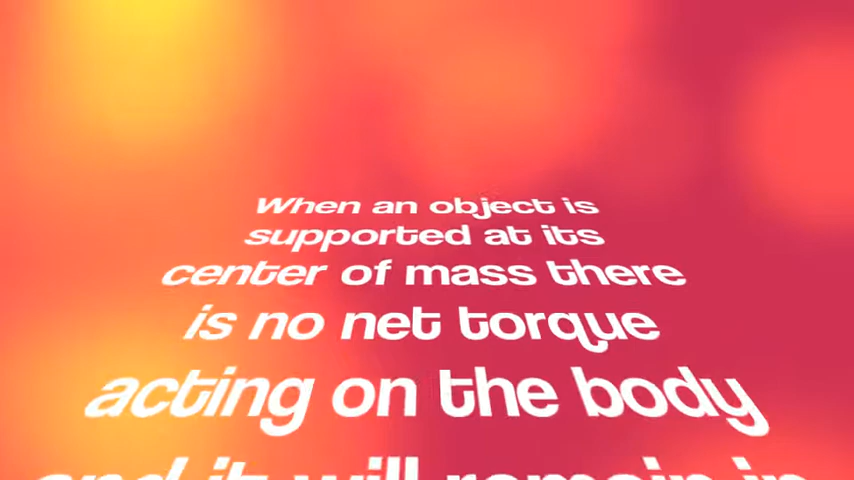 When an object is
supported at its
center of mass there
is no net torque
acting on the body
and it will remain in